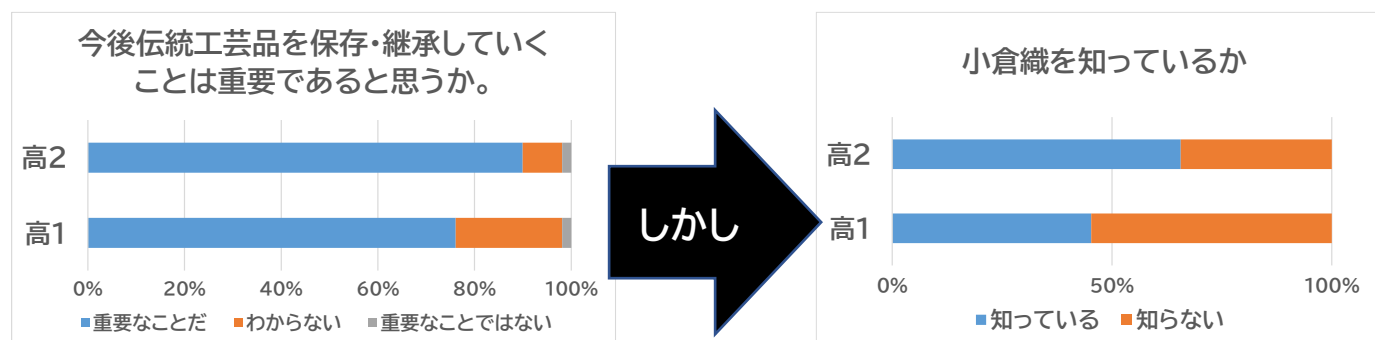 今後伝統工芸品を保存・継承していく
ことは重要であると思うか。
高2
高1
0% 20% 40% 60% 80% 100%
重要なことだ わからない 重要なことではない
しかし
小倉織を知っているか
高2
高1
0% 50% 100%
知っている 知らない